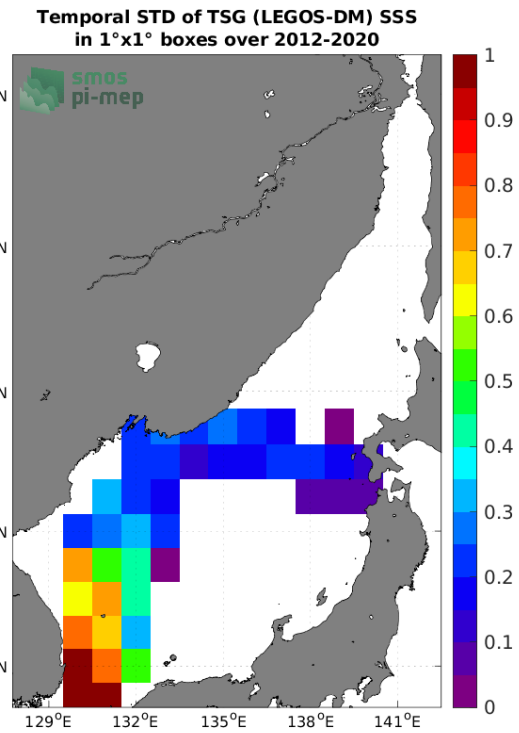 Temporal STD of TSG (LEGOS-DM) SSS
in 1°x1° boxes over 2012-2020
smos
pi-mep
N
N
N
N
N
1
0.9
0.8
0.7
0.6
0.5
0.4
0.3
0.2
0.1
0
129°E
132°E
135°E
138°E
141°E